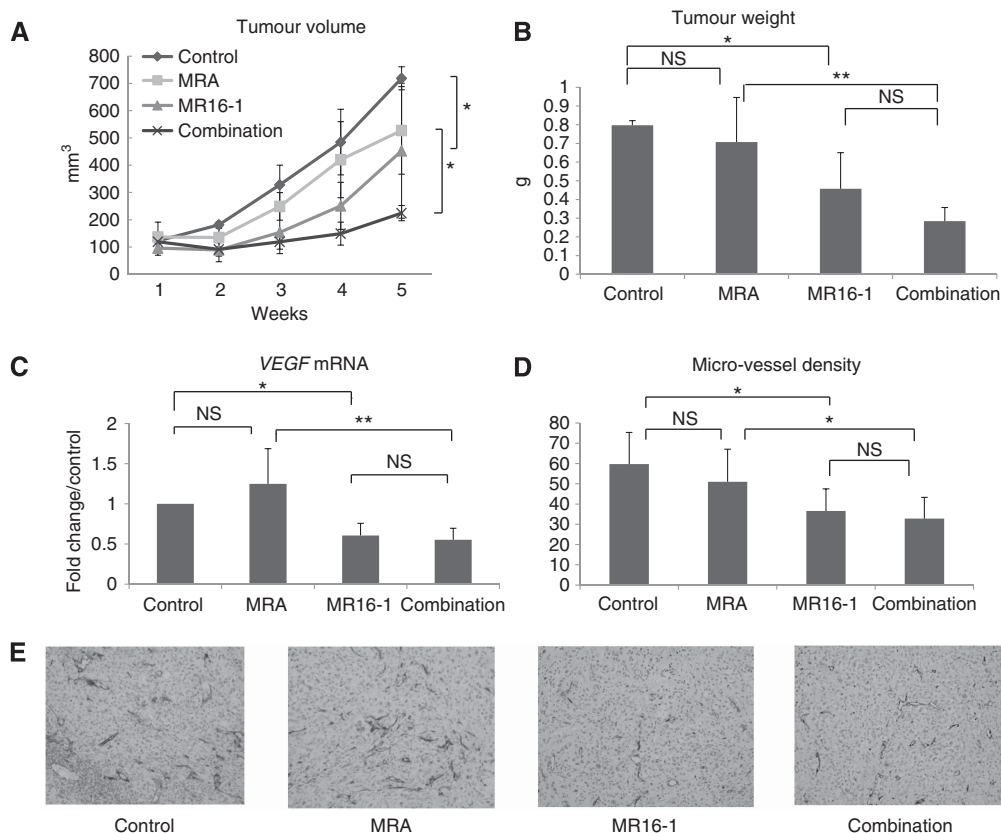 A
Tumour volume
mm³
800
700
600
500
400
300
200
100
0
Control
MRA
MR16-1
Combination
*
*
1 2 3 4 5
Weeks
B
Tumour weight
*
NS
**
NS
g
1
0.9
0.8
0.7
0.6
0.5
0.4
0.3
0.2
0.1
0
Control MRA MR16-1 Combination
C
VEGF mRNA
*
NS
**
NS
Fold change/control
2
1.5
1
0.5
0
Control MRA MR16-1 Combination
D
Micro-vessel density
*
NS
*
NS
80
70
60
50
40
30
20
10
0
Control MRA MR16-1 Combination
E
Control MRA MR16-1 Combination